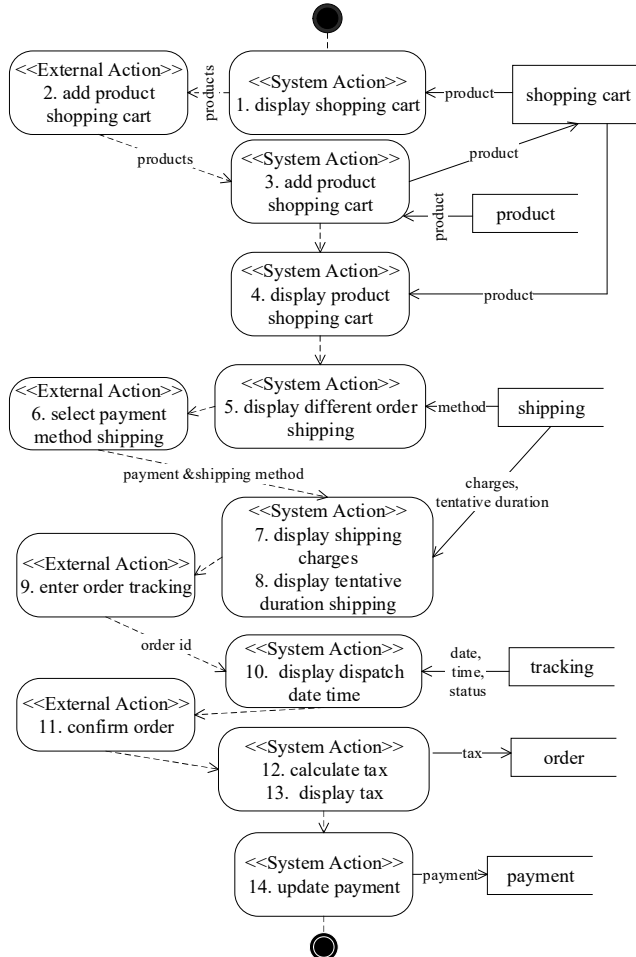 <<External Action>>
2. add product
shopping cart
products
<<System Action>>
1. display shopping cart
product
shopping cart
products
<<System Action>>
3. add product
shopping cart
product
product
product
<<System Action>>
4. display product
shopping cart
product
<<External Action>>
6. select payment
method shipping
<<System Action>>
5. display different order
shipping
method
shipping
payment &shipping method
charges,
tentative duration
<<System Action>>
7. display shipping
charges
8. display tentative
duration shipping
<<External Action>>
9. enter order tracking
order id
<<System Action>>
10. display dispatch
date time
date,
time,
status
tracking
<<External Action>>
11. confirm order
<<System Action>>
12. calculate tax
13. display tax
tax
order
<<System Action>>
14. update payment
payment
payment